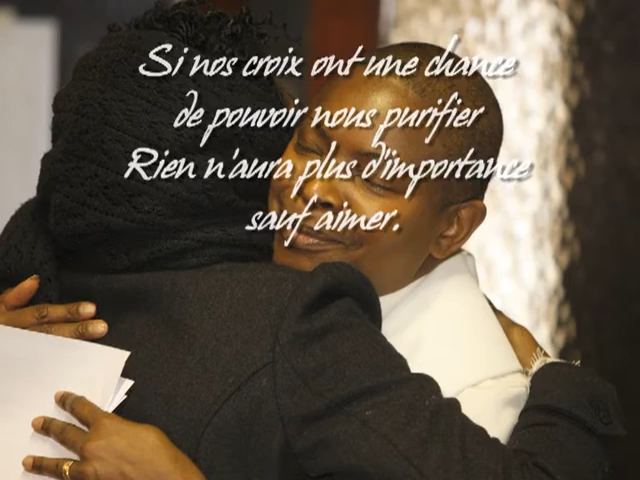 Si nos croix ont une chance
de pouvoir nous purifier
Rien n'aura plus d'importance
sauf aimer.